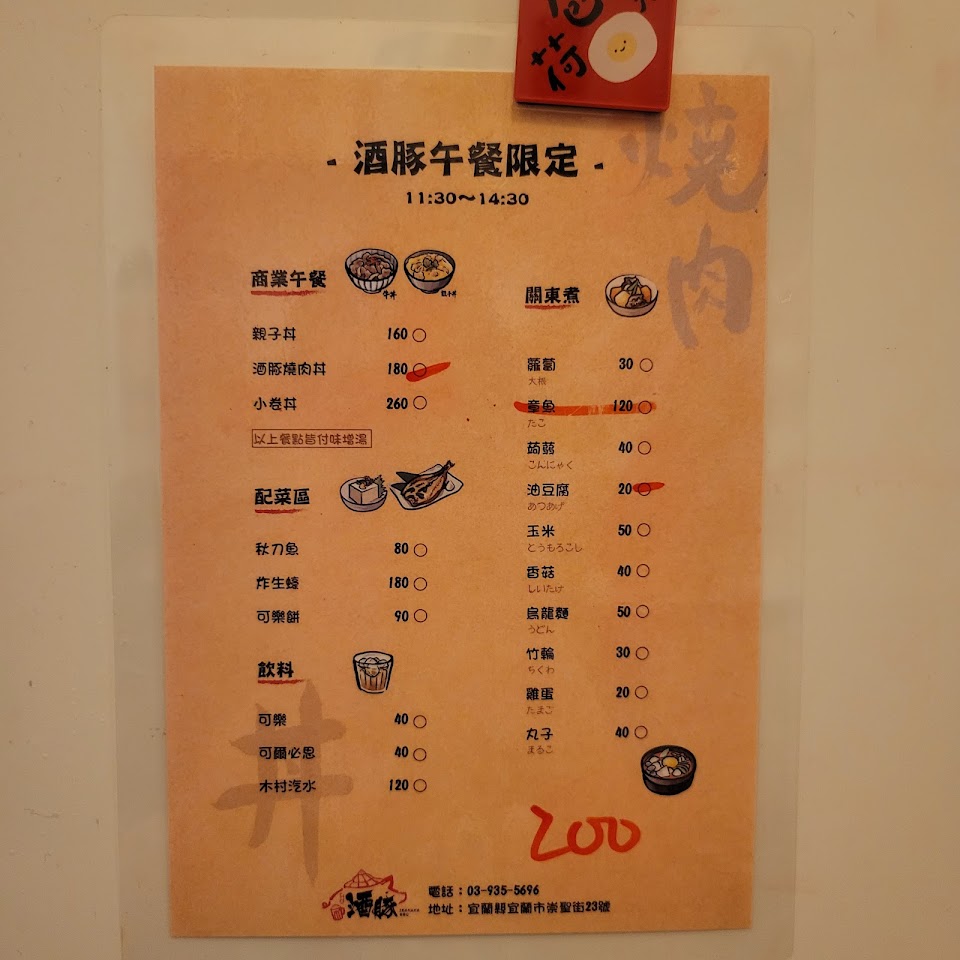 荷
燒肉
- 酒豚午餐限定 -
11:30～14:30
商業午餐
牛丼
親子丼
親子丼 160
酒豚燒肉丼 180
小卷丼 260
以上餐點皆付味增湯
配菜區
秋刀魚 80
炸生蠔 180
可樂餅 90
飲料
可樂 40
可爾必思 40
木村汽水 120
丼
關東煮
蘿蔔 30
大根
章魚 120
たこ
蒟蒻 40
こんにゃく
油豆腐 20
あつあげ
玉米 50
とうもろこし
香菇 40
しいたけ
烏龍麵 50
うどん
竹輪 30
ちくわ
雞蛋 20
たまご
丸子 40
まるこ
200
酒豚
電話：03-935-5696
地址：宜蘭縣宜蘭市崇聖街23號